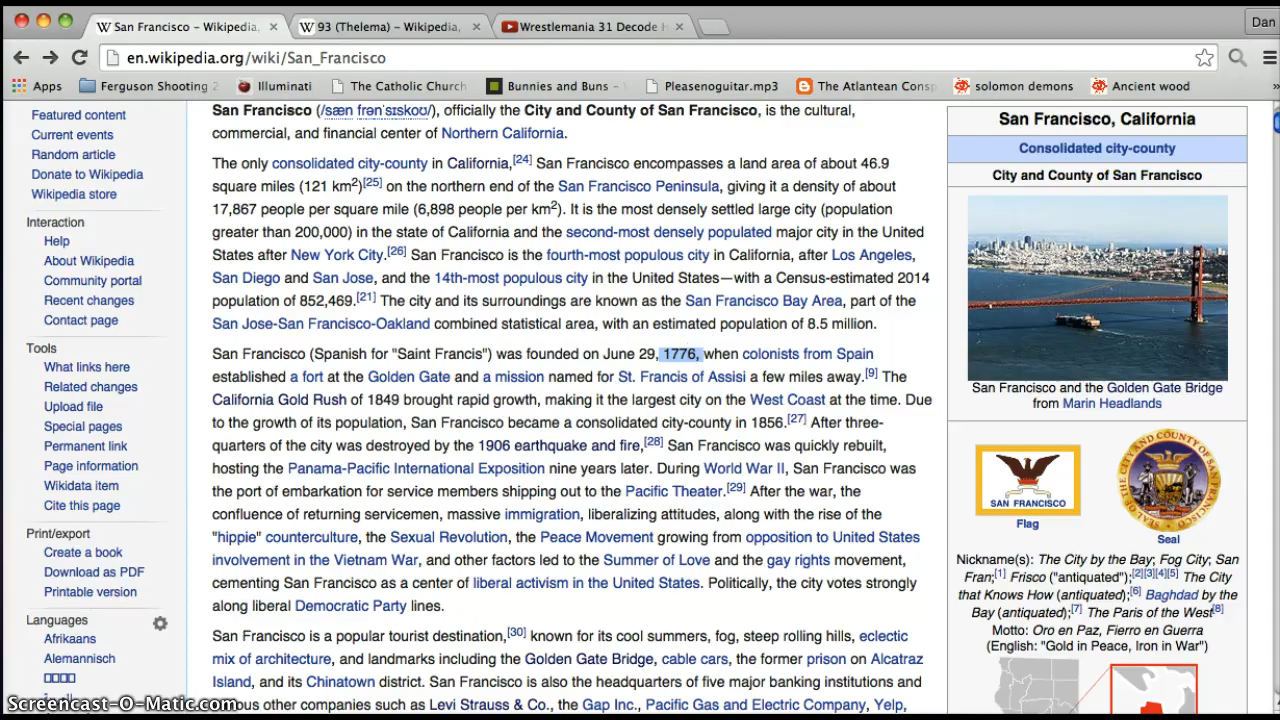 San Francisco – Wikipedia,
93 (Thelema) – Wikipedia,
Wrestlemania 31 Decode
Dan
en.wikipedia.org/wiki/San_Francisco
Apps
Ferguson Shooting 2
Illuminati
The Catholic Church
Bunnies and Buns –
Pleasenoguitar.mp3
The Atlantean Consp
solomon demons
Ancient wood
Featured content
Current events
Random article
Donate to Wikipedia
Wikipedia store
Interaction
Help
About Wikipedia
Community portal
Recent changes
Contact page
Tools
What links here
Related changes
Upload file
Special pages
Permanent link
Page information
Wikidata item
Cite this page
Print/export
Create a book
Download as PDF
Printable version
Languages
Afrikaans
Alemannisch
San Francisco (/sæn frənˈsɪskoʊ/), officially the City and County of San Francisco, is the cultural,
commercial, and financial center of Northern California.
The only consolidated city-county in California,[24] San Francisco encompasses a land area of about 46.9
square miles (121 km²)[25] on the northern end of the San Francisco Peninsula, giving it a density of about
17,867 people per square mile (6,898 people per km²). It is the most densely settled large city (population
greater than 200,000) in the state of California and the second-most densely populated major city in the United
States after New York City.[26] San Francisco is the fourth-most populous city in California, after Los Angeles,
San Diego and San Jose, and the 14th-most populous city in the United States—with a Census-estimated 2014
population of 852,469.[21] The city and its surroundings are known as the San Francisco Bay Area, part of the
San Jose-San Francisco-Oakland combined statistical area, with an estimated population of 8.5 million.
San Francisco (Spanish for "Saint Francis") was founded on June 29, 1776, when colonists from Spain
established a fort at the Golden Gate and a mission named for St. Francis of Assisi a few miles away.[9] The
California Gold Rush of 1849 brought rapid growth, making it the largest city on the West Coast at the time. Due
to the growth of its population, San Francisco became a consolidated city-county in 1856.[27] After three-
quarters of the city was destroyed by the 1906 earthquake and fire,[28] San Francisco was quickly rebuilt,
hosting the Panama-Pacific International Exposition nine years later. During World War II, San Francisco was
the port of embarkation for service members shipping out to the Pacific Theater.[29] After the war, the
confluence of returning servicemen, massive immigration, liberalizing attitudes, along with the rise of the
"hippie" counterculture, the Sexual Revolution, the Peace Movement growing from opposition to United States
involvement in the Vietnam War, and other factors led to the Summer of Love and the gay rights movement,
cementing San Francisco as a center of liberal activism in the United States. Politically, the city votes strongly
along liberal Democratic Party lines.
San Francisco is a popular tourist destination,[30] known for its cool summers, fog, steep rolling hills, eclectic
mix of architecture, and landmarks including the Golden Gate Bridge, cable cars, the former prison on Alcatraz
Island, and its Chinatown district. San Francisco is also the headquarters of five major banking institutions and
other companies such as Levi Strauss & Co., the Gap Inc., Pacific Gas and Electric Company, Yelp,
San Francisco, California
Consolidated city-county
City and County of San Francisco
San Francisco and the Golden Gate Bridge
from Marin Headlands
SAN FRANCISCO
Flag
Seal
Nickname(s): The City by the Bay; Fog City; San
Fran;[1] Frisco ("antiquated");[2][3][4][5] The City
that Knows How (antiquated);[6] Baghdad by the
Bay (antiquated);[7] The Paris of the West[8]
Motto: Oro en Paz, Fierro en Guerra
(English: "Gold in Peace, Iron in War")
Screencast-O-Matic.com